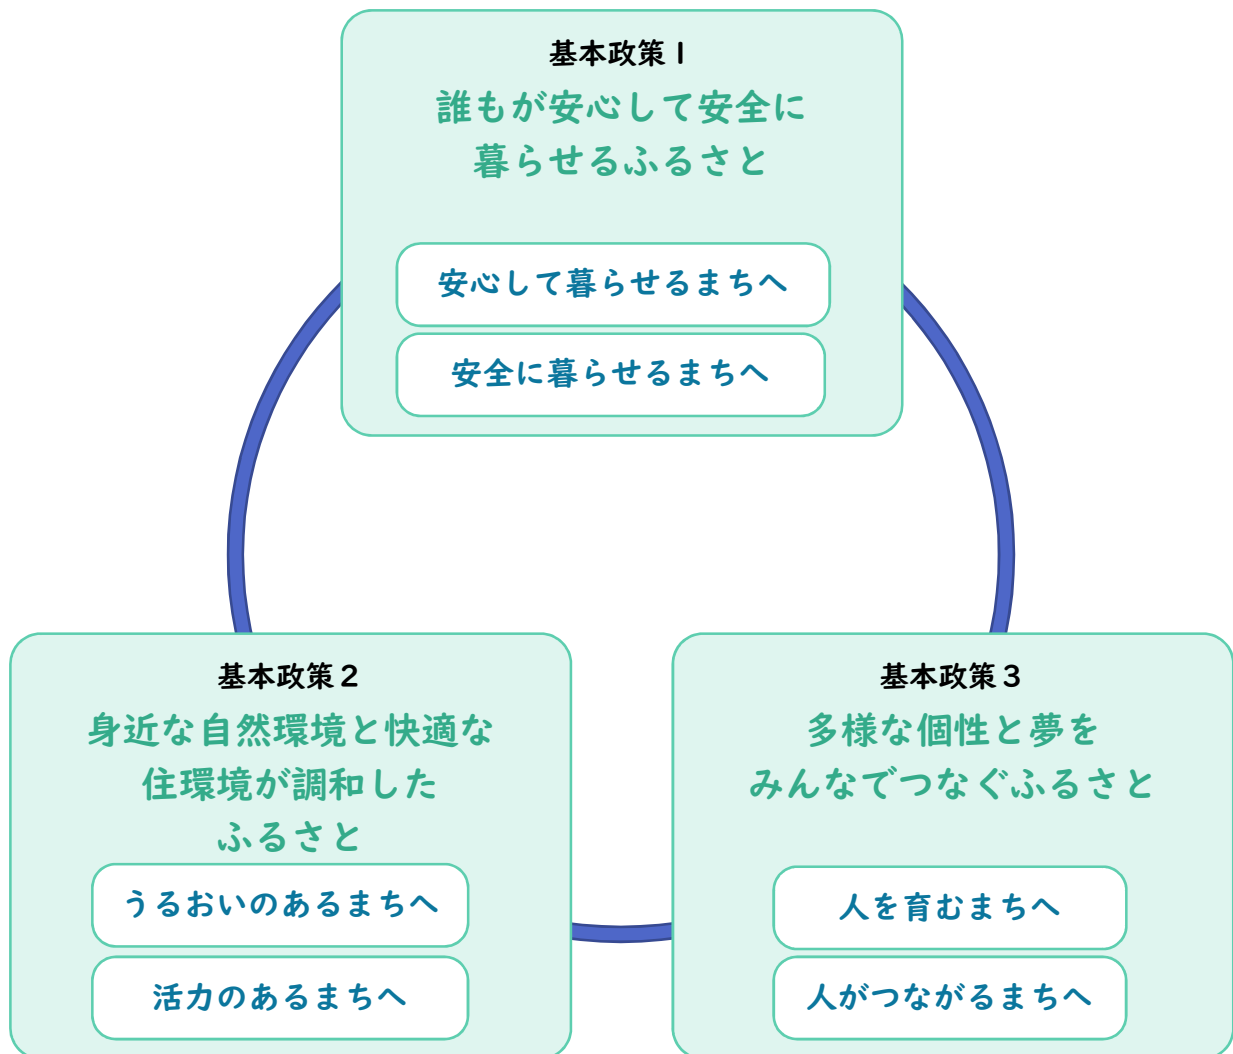 基本政策1
誰もが安心して安全に
暮らせるふるさと
安心して暮らせるまちへ
安全に暮らせるまちへ
基本政策2
身近な自然環境と快適な
住環境が調和した
ふるさと
うるおいのあるまちへ
活力のあるまちへ
基本政策3
多様な個性と夢を
みんなでつなぐふるさと
人を育むまちへ
人がつながるまちへ